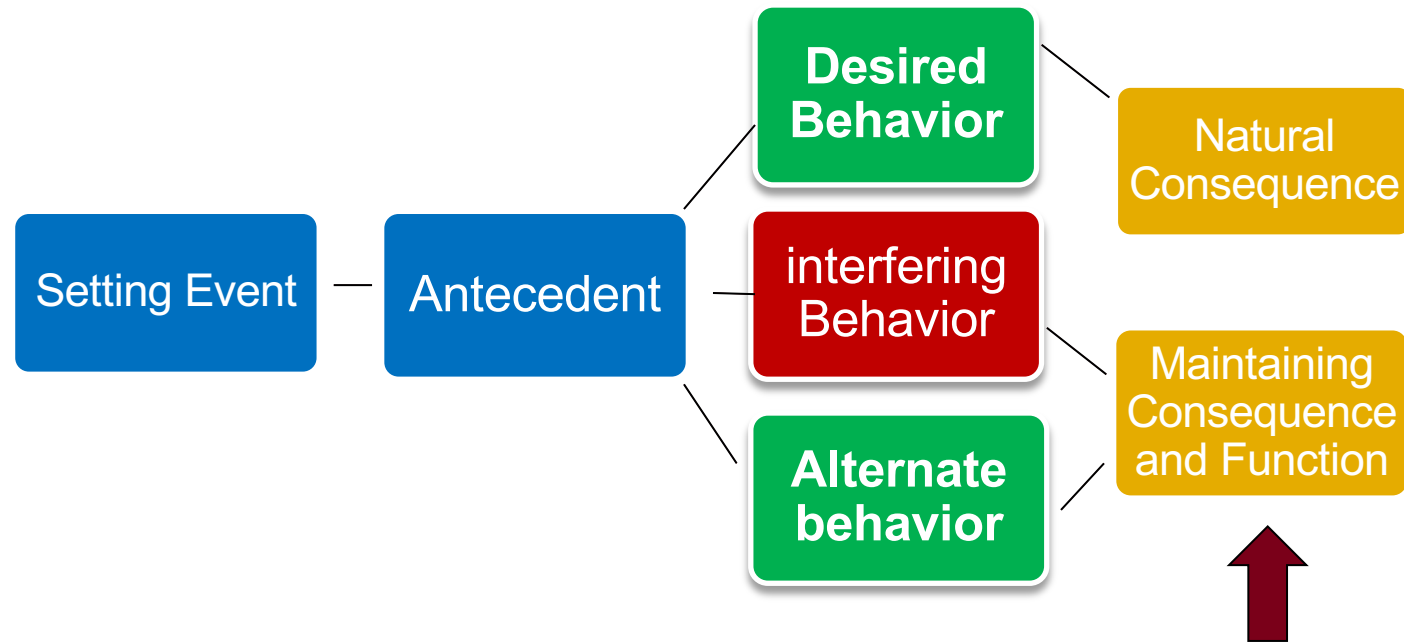 Setting Event
Antecedent
Desired
Behavior
interfering
Behavior
Alternate
behavior
Natural
Consequence
Maintaining
Consequence
and Function